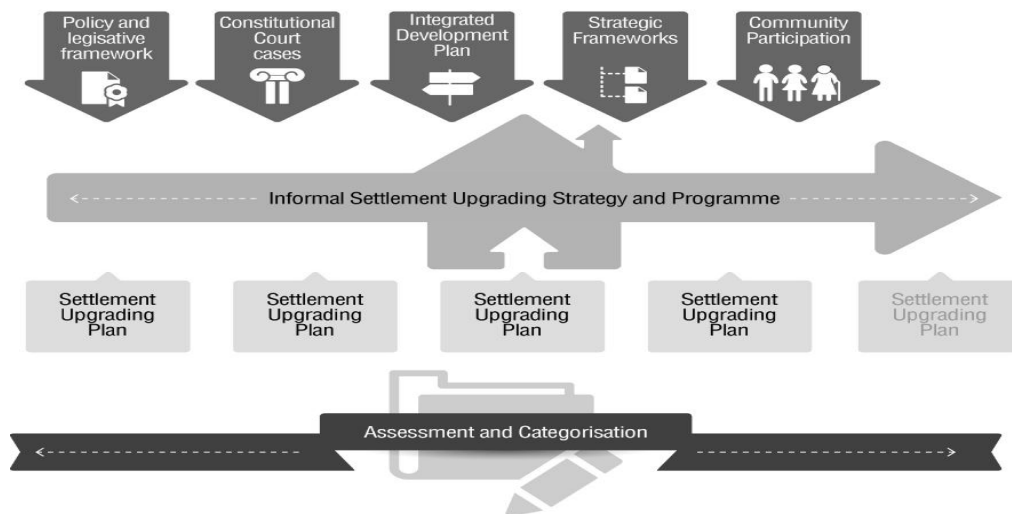 Policy and
legisative
framework
Constitutional
Court
cases
Integrated
Development
Plan
Strategic
Frameworks
Community
Participation
Informal Settlement Upgrading Strategy and Programme
Settlement
Upgrading
Plan
Settlement
Upgrading
Plan
Settlement
Upgrading
Plan
Settlement
Upgrading
Plan
Settlement
Upgrading
Plan
Assessment and Categorisation